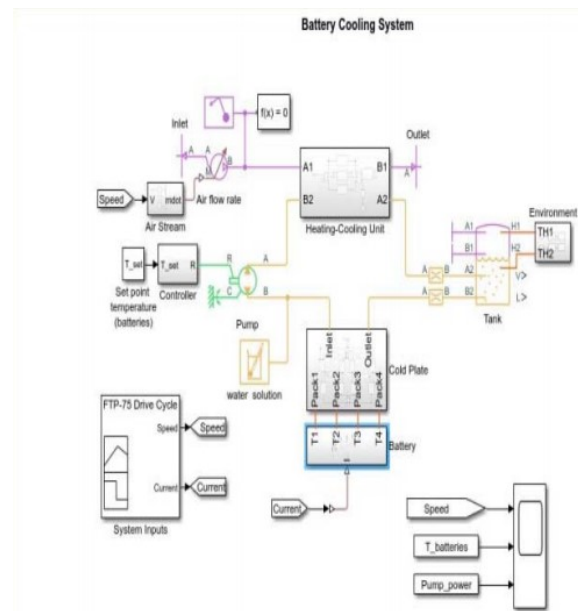 Battery Cooling System
f(x) = 0
Inlet
Outlet
A
A
B
M
A1
B1
A
B2
A2
Speed
V
mdot
Air flow rate
Air Stream
Heating-Cooling Unit
Environment
A1
H1
TH1
B1
H2
TH2
T_set
T_set
R
R
A
C
B
A
B
A2
V
A
B
B2
L
Set point
temperature
(batteries)
Controller
Tank
Pump
Inlet
Outlet
Cold Plate
water solution
Pack1
Pack2
Pack3
Pack4
FTP-75 Drive Cycle
T1
T2
T3
T4
Battery
Speed
Speed
Current
Current
System Inputs
Current
Speed
T_batteries
Pump_power